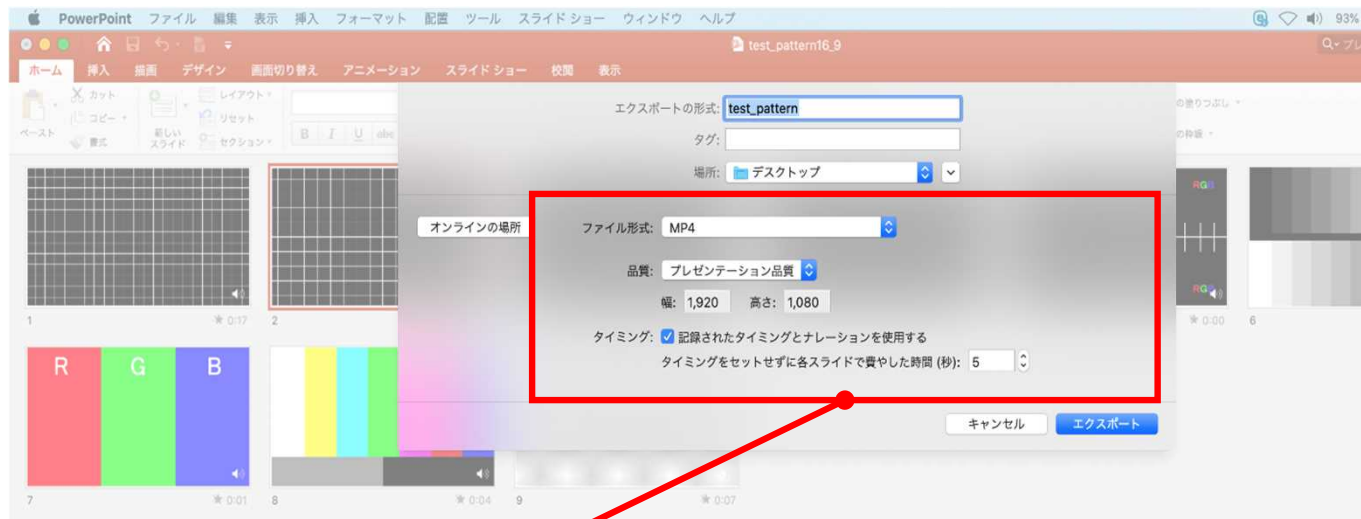 PowerPoint ファイル 編集 表示 挿入 フォーマット 配置 ツール スライド ショー ウィンドウ ヘルプ 93%
test_pattern16_9
ホーム 挿入 描画 デザイン 画面切り替え アニメーション スライド ショー 校閲 表示
カット レイアウト
コピー リセット
ペースト 書式 新しい スライド セクション B I U abc
エクスポートの形式: test_pattern
タグ:
場所: デスクトップ
の塗りつぶし
の枠線
オンラインの場所
ファイル形式: MP4
品質: プレゼンテーション品質
幅: 1,920 高さ: 1,080
タイミング: 記録されたタイミングとナレーションを使用する
タイミングをセットせずに各スライドで費やした時間 (秒): 5
キャンセル エクスポート
RGB
RGB
1 0:17 2 0:00 6
R G B
7 0:01 8 0:04 9 0:07